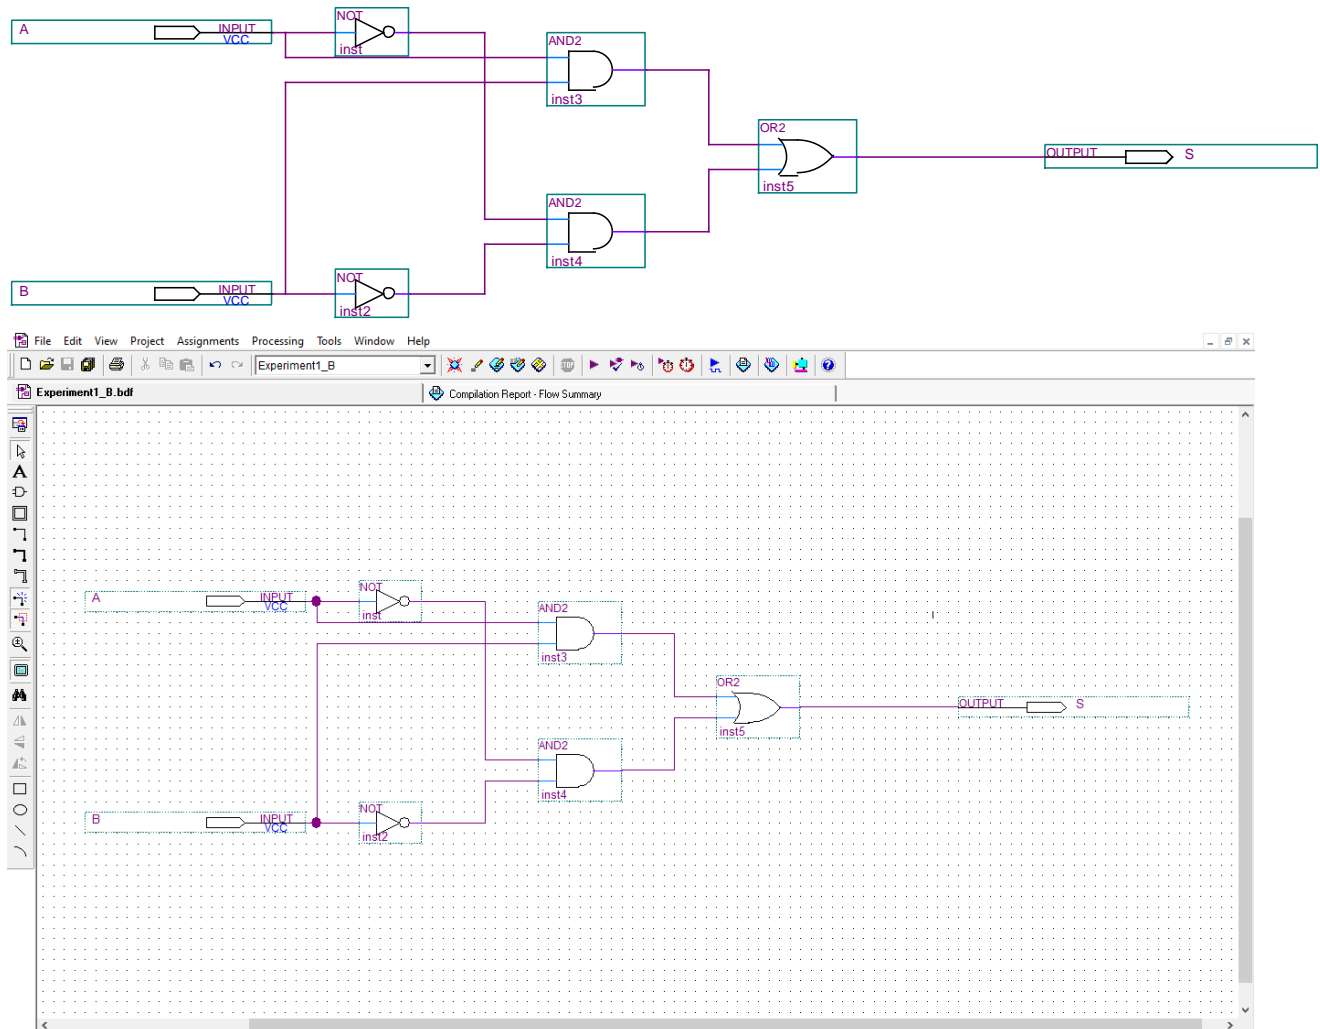 NOT
A INPUT
VCC
inst
AND2
inst3
OR2
OUTPUT S
inst5
AND2
inst4
NOT
B INPUT
VCC
inst2
File Edit View Project Assignments Processing Tools Window Help
Experiment1_B
Experiment1_B.bdf Compilation Report - Flow Summary
NOT
A INPUT
VCC
inst
AND2
inst3
OR2
OUTPUT S
inst5
AND2
inst4
NOT
B INPUT
VCC
inst2